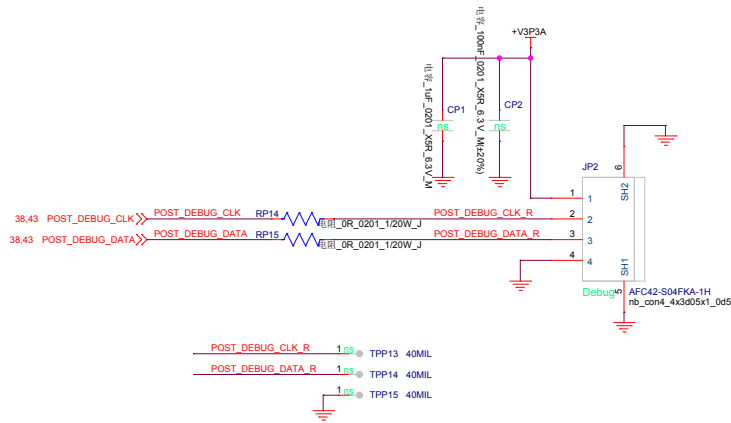 +V3P3A
电容_1uF_0201_X5R_6.3V_M
CP1
ns
电容_100nF_0201_X5R_6.3V_M(±20%)
CP2
ns
JP2
6
SH2
1
1
38,43 POST_DEBUG_CLK
POST_DEBUG_CLK
RP14
电阻_0R_0201_1/20W_J
POST_DEBUG_CLK_R
2
2
38,43 POST_DEBUG_DATA
POST_DEBUG_DATA
RP15
电阻_0R_0201_1/20W_J
POST_DEBUG_DATA_R
3
3
4
4
SH1
Debug
5
AFC42-S04FKA-1H
nb_con4_4x3d05x1_0d5
POST_DEBUG_CLK_R
1
ns
TPP13 40MIL
POST_DEBUG_DATA_R
1
ns
TPP14 40MIL
1
ns
TPP15 40MIL